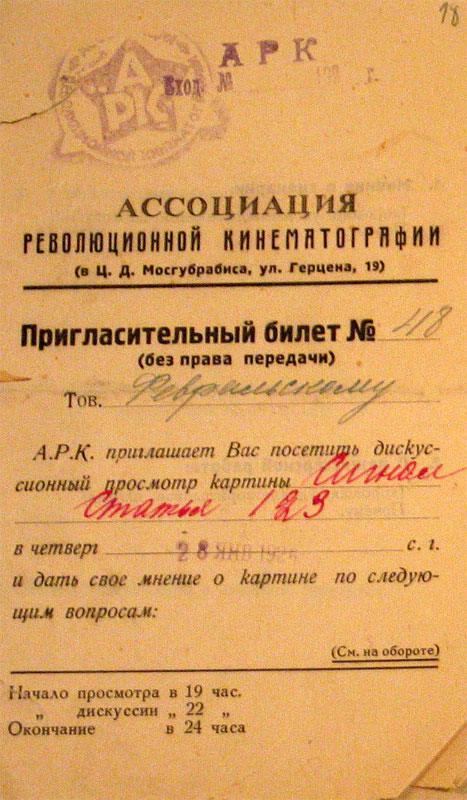 18
АРК
Вход. № г.
АРК
АССОЦИАЦИЯ
РЕВОЛЮЦИОННОЙ КИНЕМАТОГРАФИИ
(в Ц. Д. Мосгубрабиса, ул. Герцена, 19)
Пригласительный билет № 48
(без права передачи)
Тов. Февральскому
А.Р.К. приглашает Вас посетить дискус-
сионный просмотр картины Сигнал
Статья 123
в четверг 28 ЯНВ с. г.
и дать свое мнение о картине по следую-
щим вопросам:
(См. на обороте)
Начало просмотра в 19 час.
„ дискуссии „ 22 „
Окончание в 24 часа